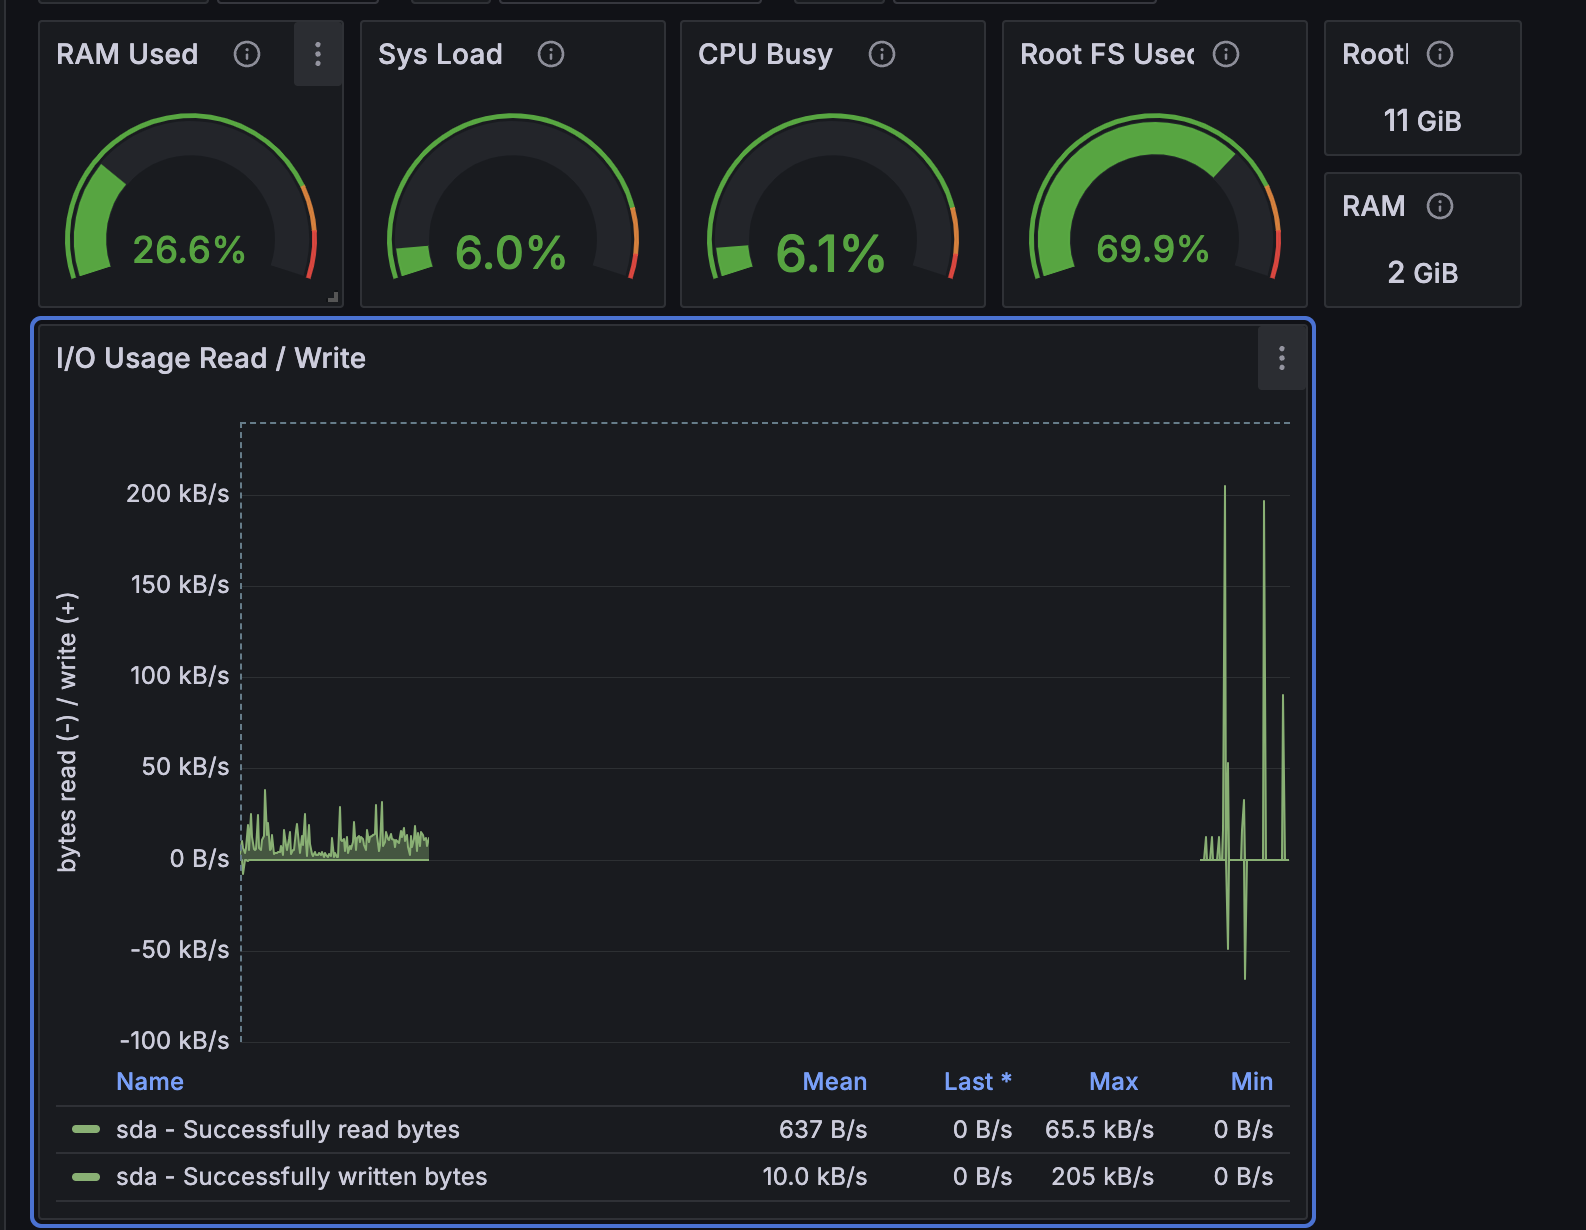 RAM Used
Sys Load
CPU Busy
Root FS Used
Root
26.6%
6.0%
6.1%
69.9%
11 GiB
RAM
2 GiB
I/O Usage Read / Write
bytes read (-) / write (+)
200 kB/s
150 kB/s
100 kB/s
50 kB/s
0 B/s
-50 kB/s
-100 kB/s
Name Mean Last * Max Min
sda - Successfully read bytes 637 B/s 0 B/s 65.5 kB/s 0 B/s
sda - Successfully written bytes 10.0 kB/s 0 B/s 205 kB/s 0 B/s